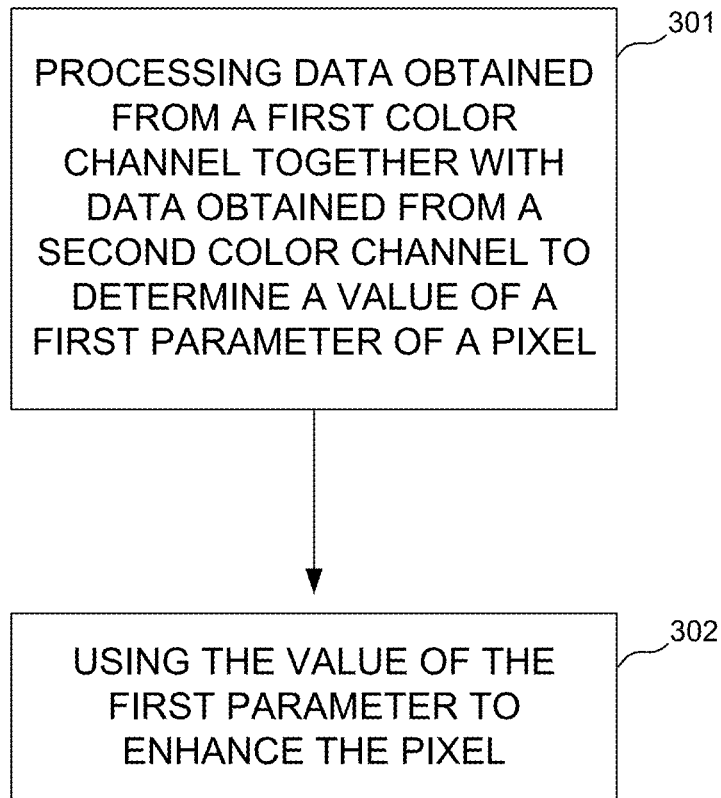 301
PROCESSING DATA OBTAINED
FROM A FIRST COLOR
CHANNEL TOGETHER WITH
DATA OBTAINED FROM A
SECOND COLOR CHANNEL TO
DETERMINE A VALUE OF A
FIRST PARAMETER OF A PIXEL
302
USING THE VALUE OF THE
FIRST PARAMETER TO
ENHANCE THE PIXEL